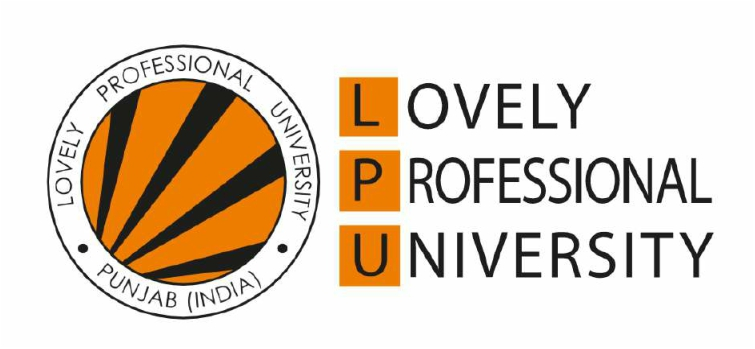 LOVELY PROFESSIONAL UNIVERSITY
• PUNJAB (INDIA) •
LOVELY
PROFESSIONAL
UNIVERSITY